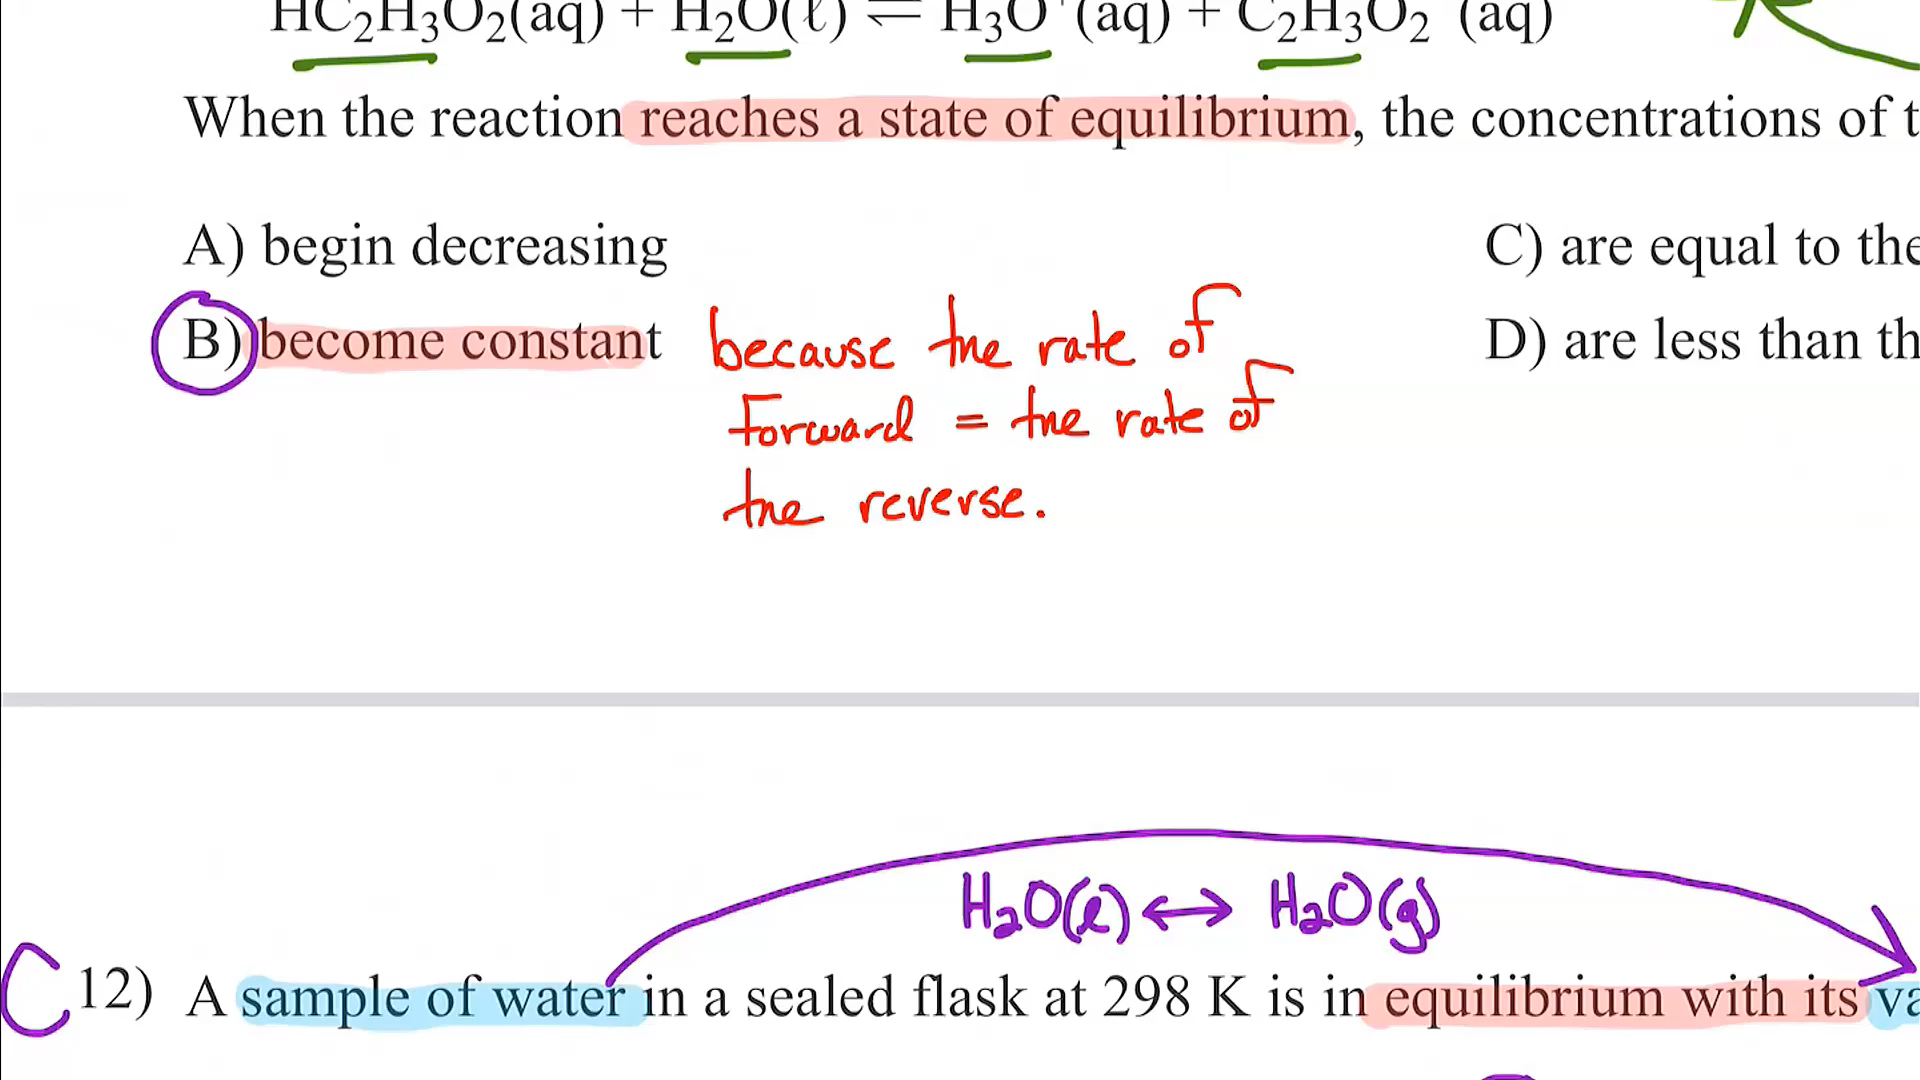 HC₂H₃O₂(aq) + H₂O(ℓ) ⇌ H₃O⁺(aq) + C₂H₃O₂ (aq)
When the reaction reaches a state of equilibrium, the concentrations of t
A) begin decreasing
C) are equal to the
B) become constant
D) are less than th
because the rate of
Forward = the rate of
the reverse.
H₂O(l) ↔ H₂O(g)
C 12) A sample of water in a sealed flask at 298 K is in equilibrium with its va